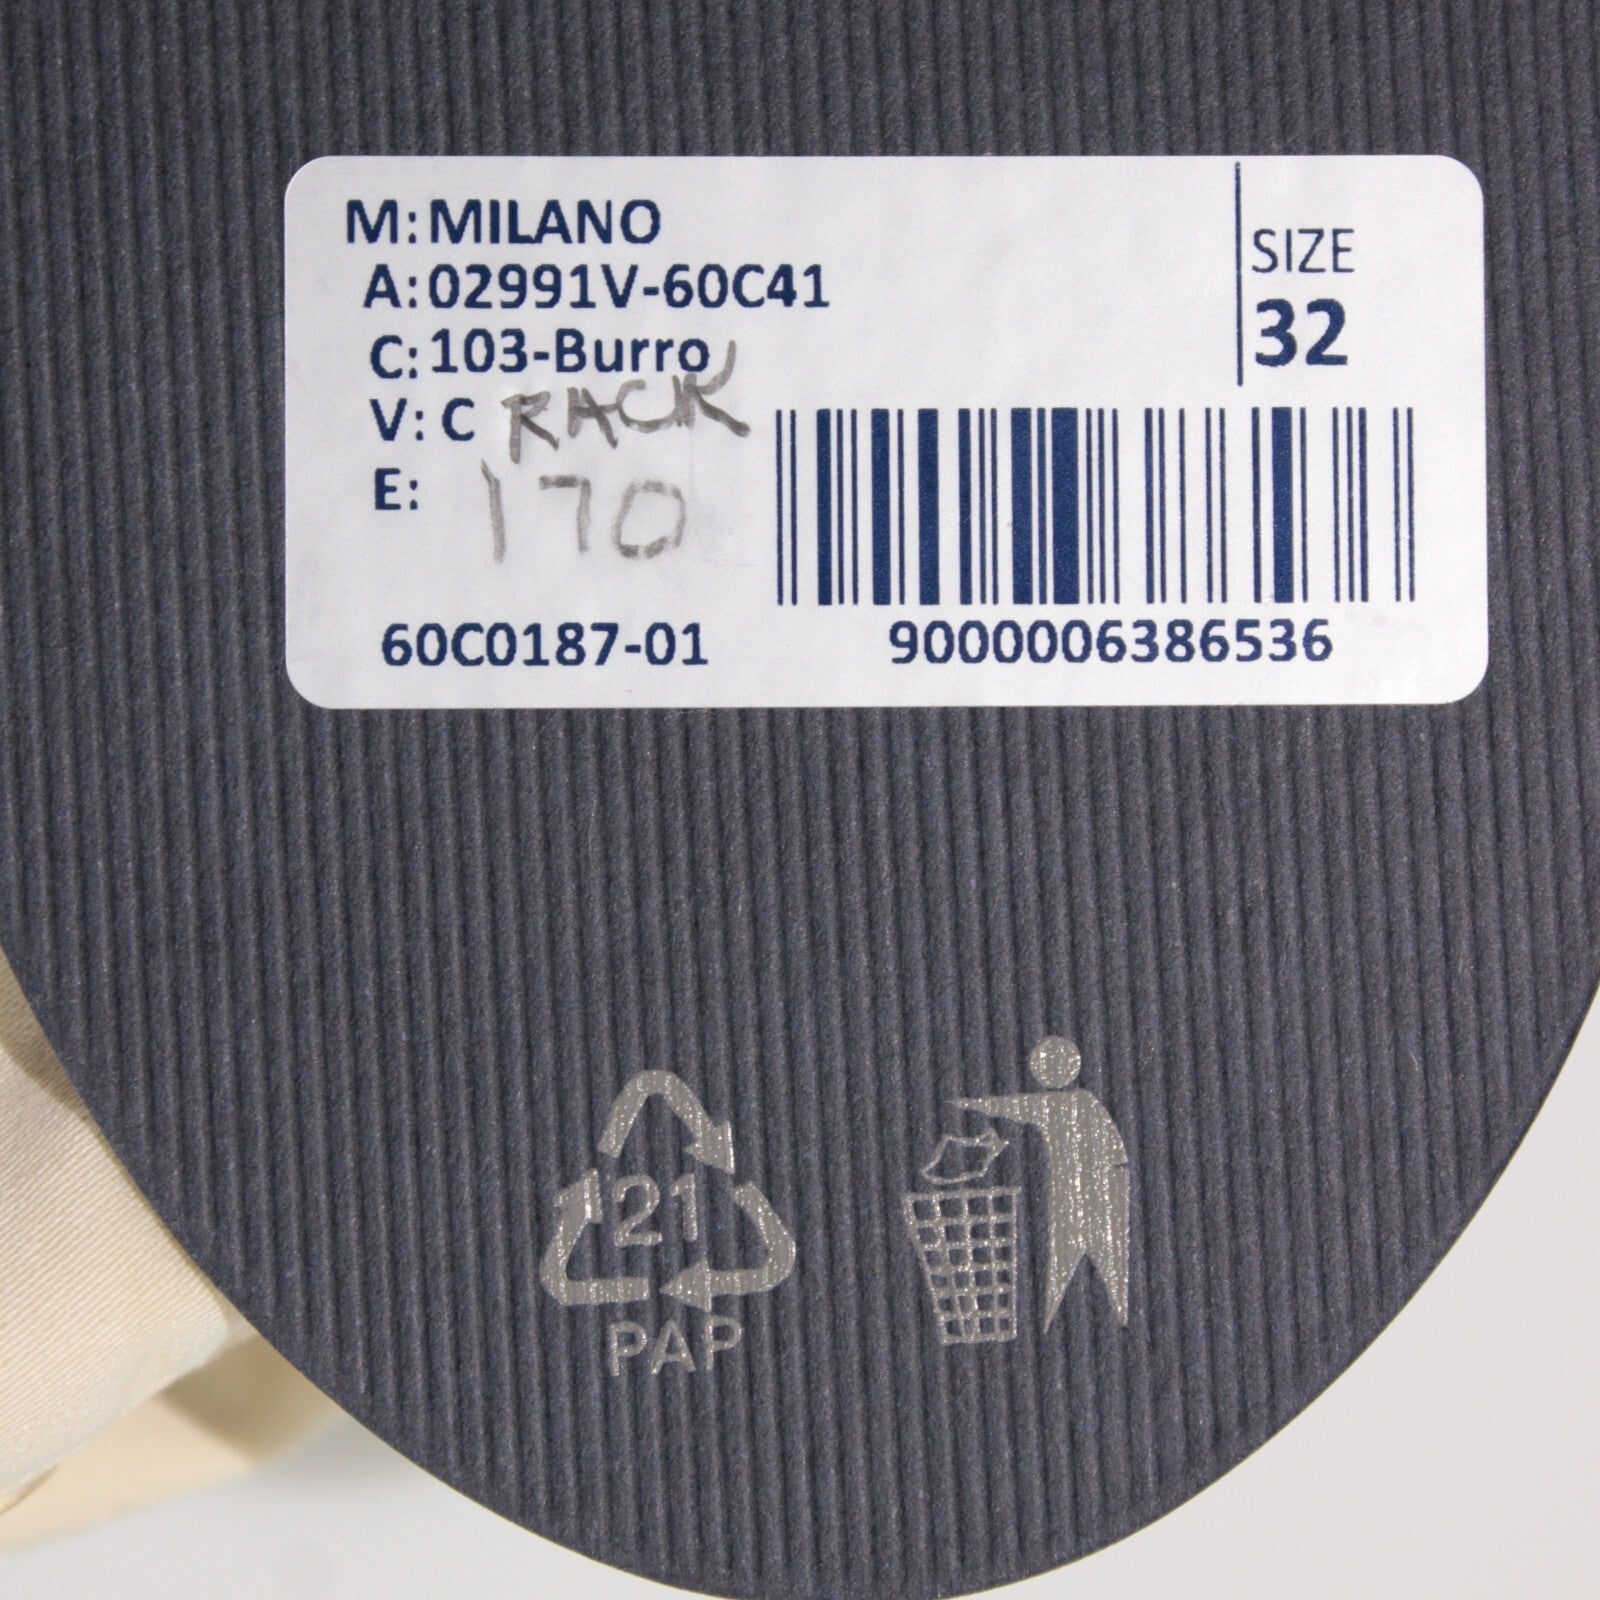 M: MILANO
A: 02991V-60C41
C: 103-Burro
V: C RACK
E: 170
SIZE
32
60C0187-01
9000006386536
21
PAP